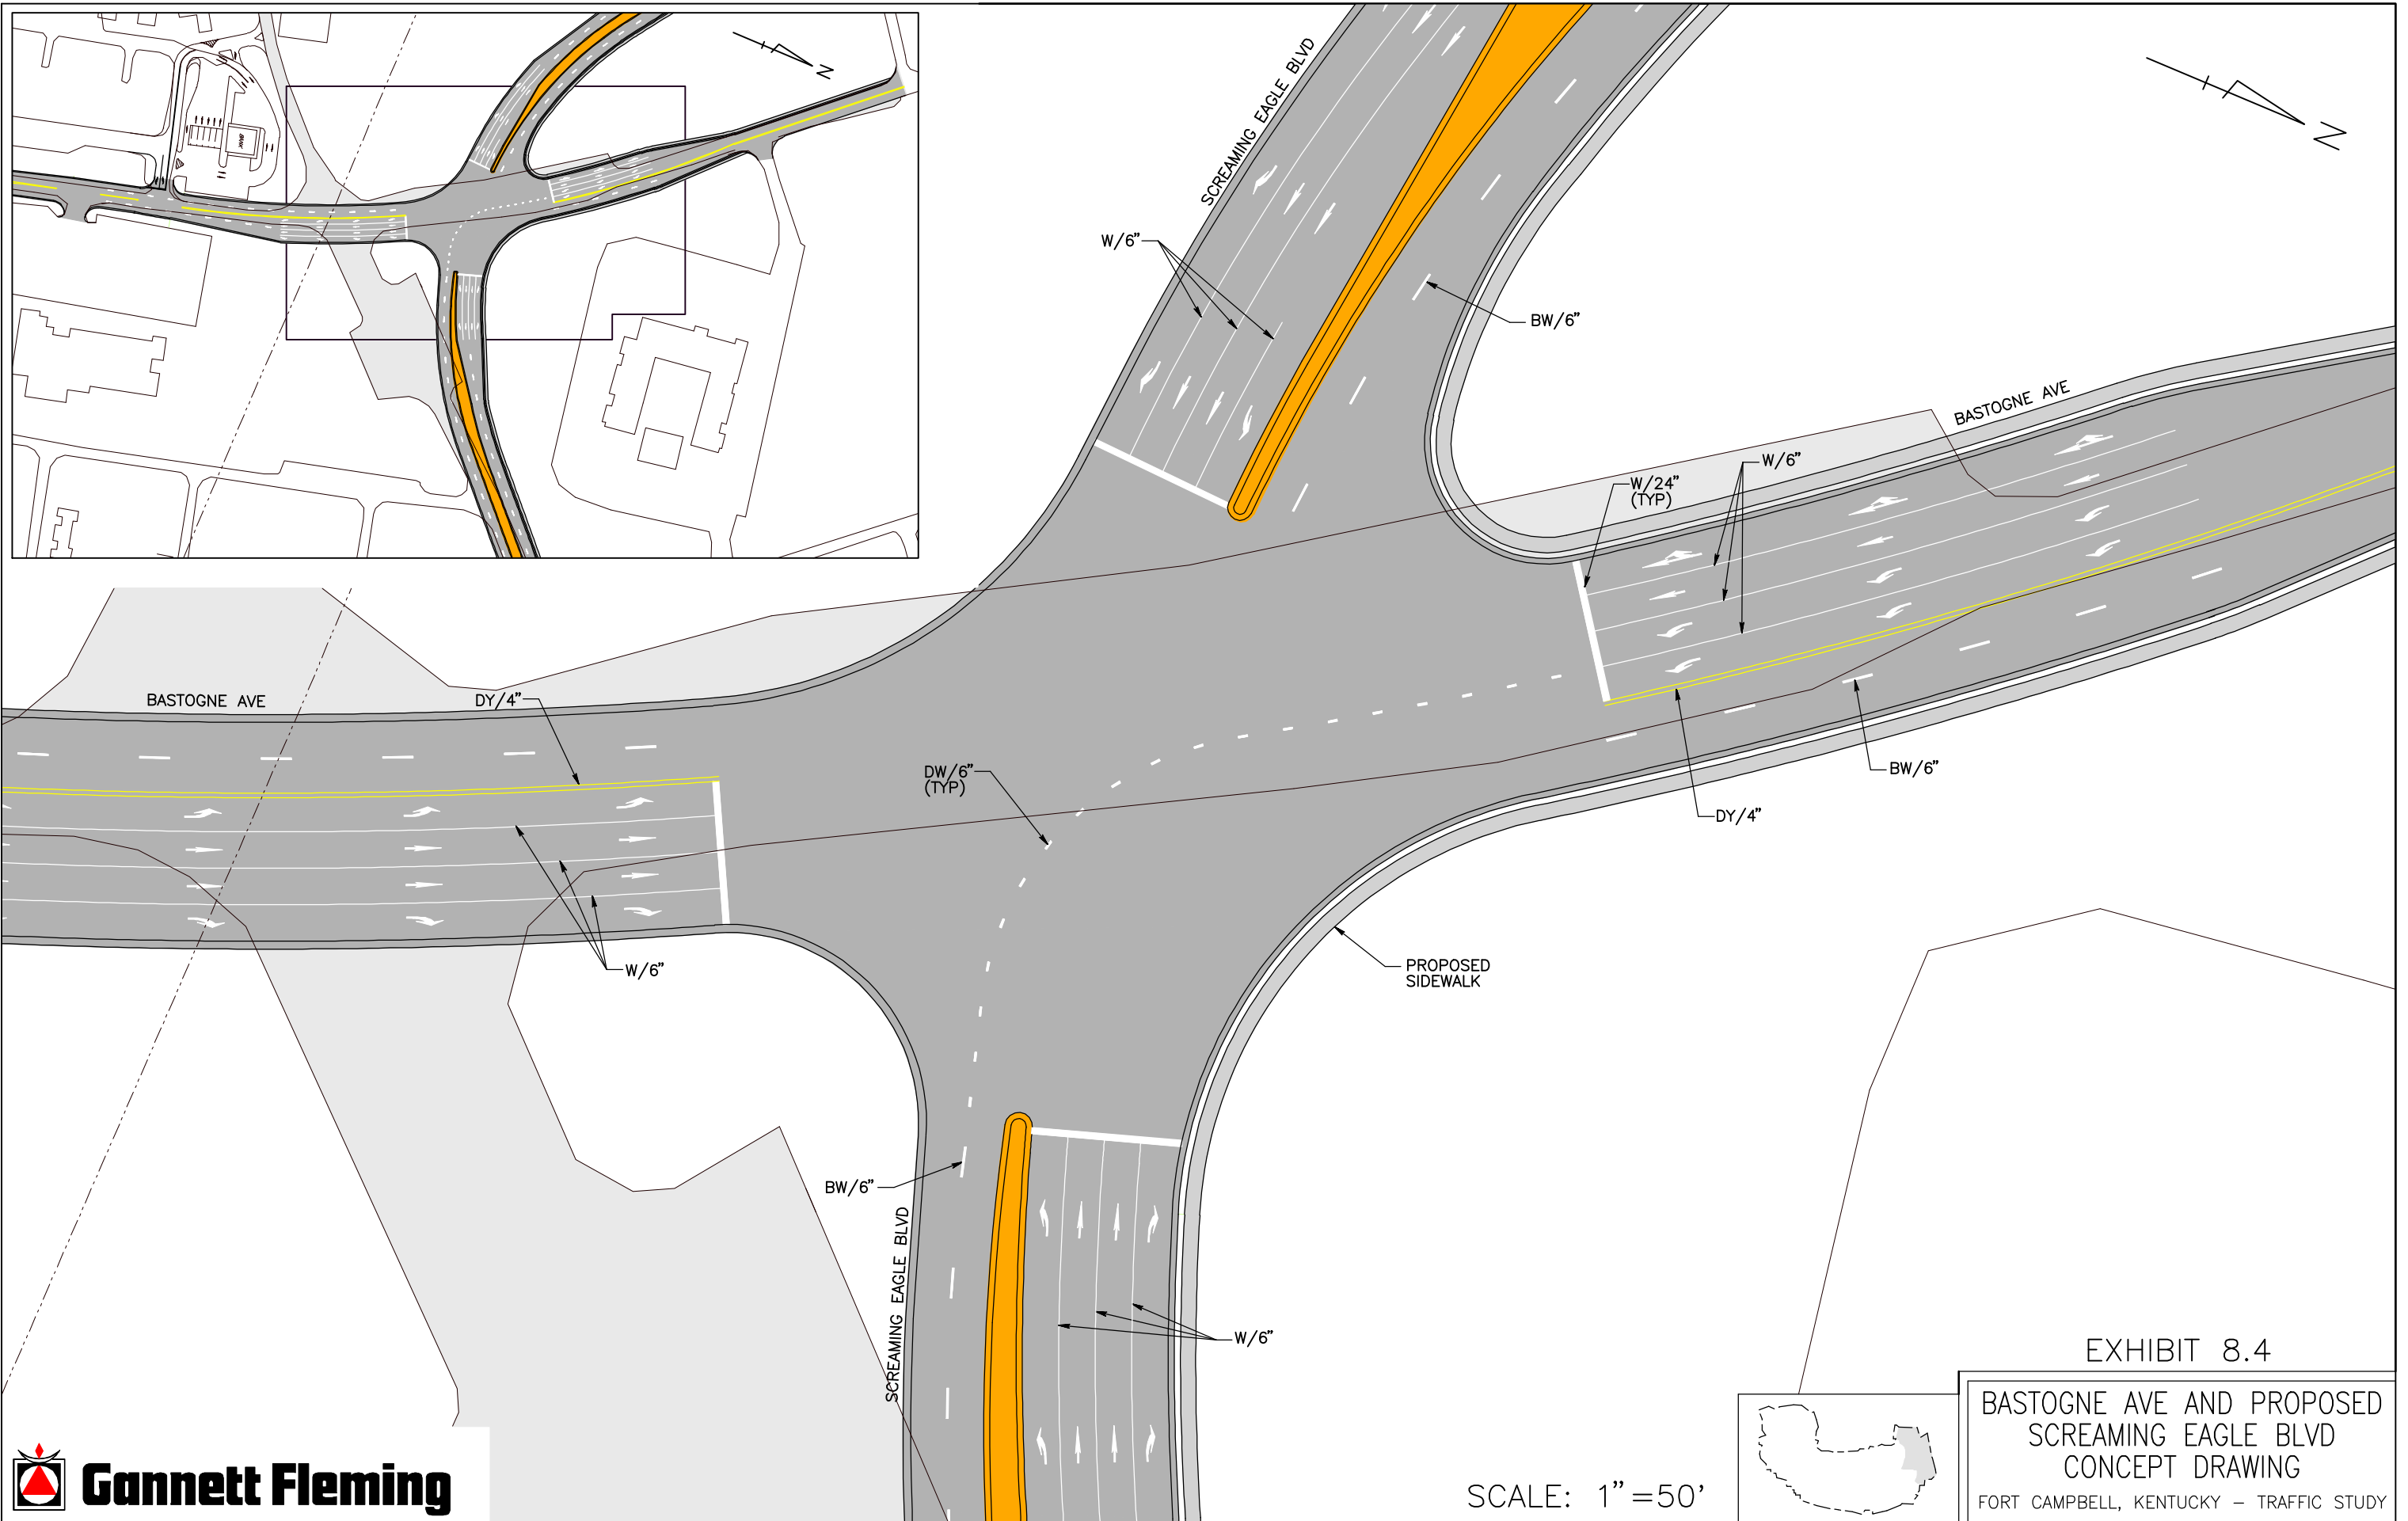 N
BANK
N
SCREAMING EAGLE BLVD
W/6"
BW/6"
BASTOGNE AVE
W/24"
(TYP)
W/6"
BASTOGNE AVE
DY/4"
DW/6"
(TYP)
BW/6"
DY/4"
W/6"
PROPOSED
SIDEWALK
BW/6"
SCREAMING EAGLE BLVD
W/6"
EXHIBIT 8.4
BASTOGNE AVE AND PROPOSED
SCREAMING EAGLE BLVD
CONCEPT DRAWING
FORT CAMPBELL, KENTUCKY – TRAFFIC STUDY
SCALE: 1"=50'
Gannett Fleming